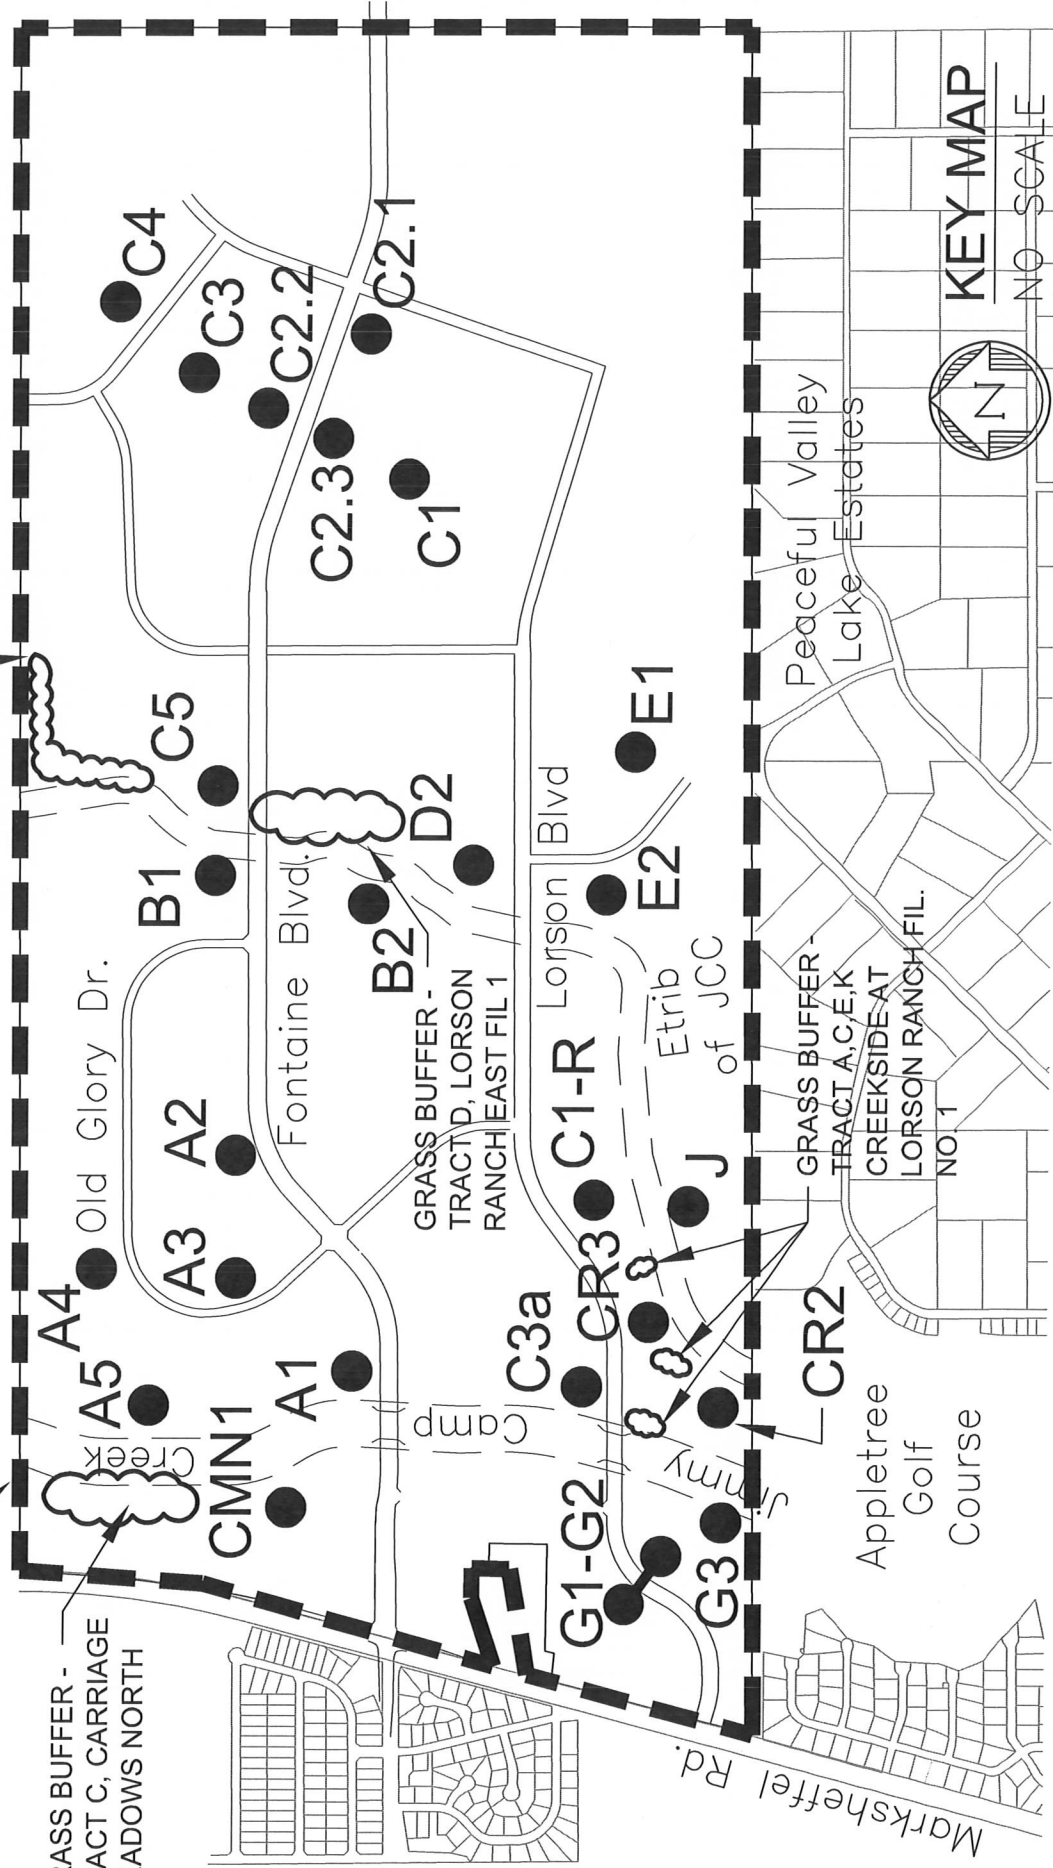 C4
C3
C2.2
C2.1
C2.3
C1
C5
B1
B2
D2
E1
E2
A4
A5
A3
A2
A1
CMN1
C1-R
CR3
C3a
J
CR2
G1-G2
G3
Old Glory Dr.
Fontaine Blvd.
Lorson Blvd
Etrib
of JCC
Creek
Camp
Jimmy
Marksheffel Rd.
GRASS BUFFER -
TRACT D, LORSON
RANCH EAST FIL 1
GRASS BUFFER -
TRACT A,C,E,K
CREEKSIDE AT
LORSON RANCH FIL.
NO 1
ASS BUFFER -
ACT C, CARRIAGE
ADOWS NORTH
Peaceful Valley
Lake Estates
Appletree
Golf
Course
N
KEY MAP
NO SCALE